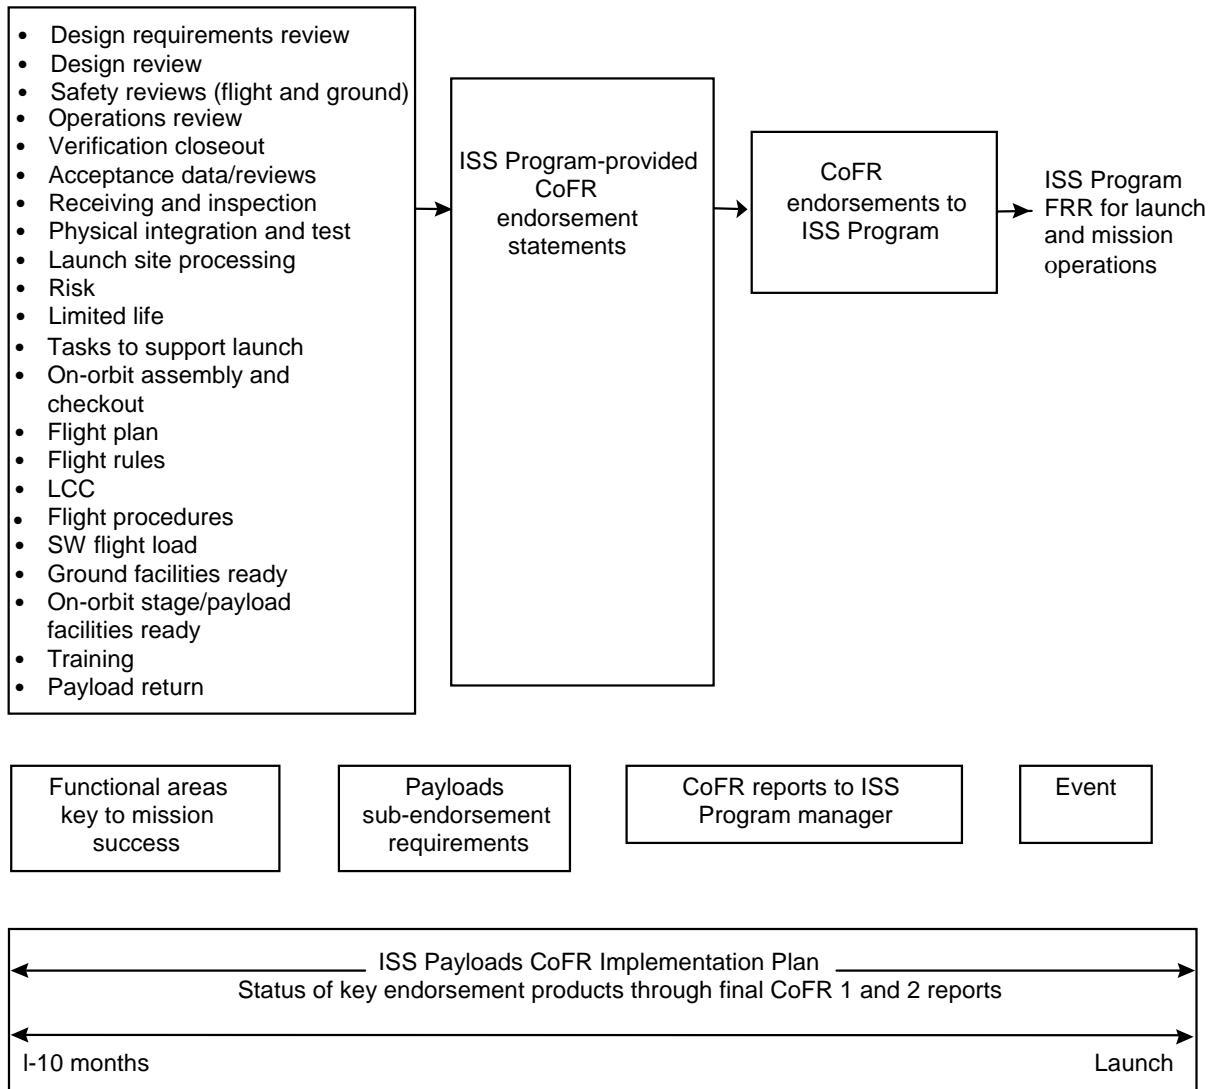 • Design requirements review
• Design review
• Safety reviews (flight and ground)
• Operations review
• Verification closeout
• Acceptance data/reviews
• Receiving and inspection
• Physical integration and test
• Launch site processing
• Risk
• Limited life
• Tasks to support launch
• On-orbit assembly and
checkout
• Flight plan
• Flight rules
• LCC
• Flight procedures
• SW flight load
• Ground facilities ready
• On-orbit stage/payload
facilities ready
• Training
• Payload return
ISS Program-provided
CoFR
endorsement
statements
CoFR
endorsements to
ISS Program
ISS Program
FRR for launch
and mission
operations
Functional areas
key to mission
success
Payloads
sub-endorsement
requirements
CoFR reports to ISS
Program manager
Event
ISS Payloads CoFR Implementation Plan
Status of key endorsement products through final CoFR 1 and 2 reports
l-10 months
Launch